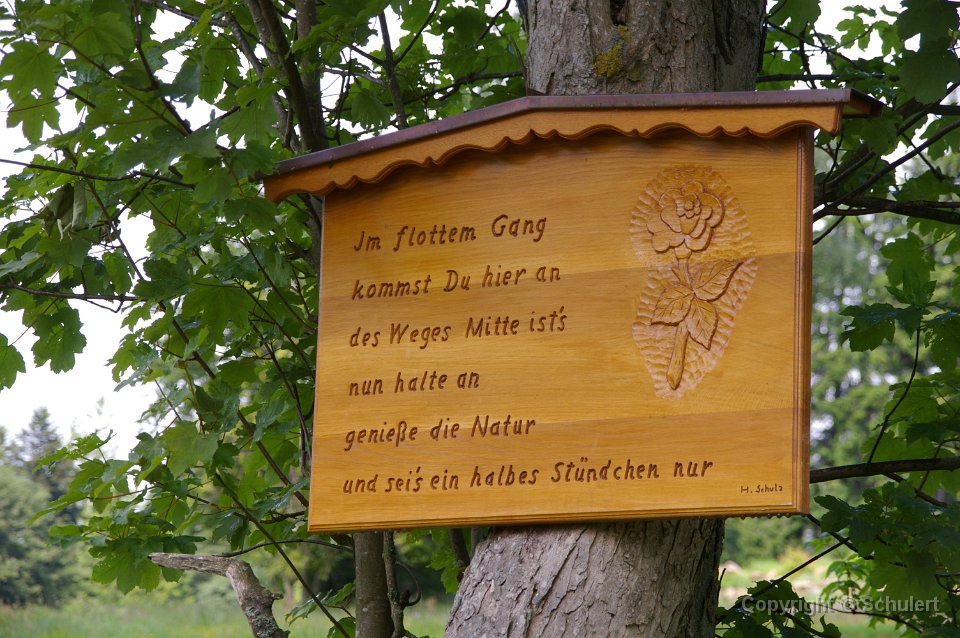 Im flottem Gang
kommst Du hier an
des Weges Mitte ist's
nun halte an
genieße die Natur
und sei's ein halbes Stündchen nur
H. Schulz
Copyright © Schulert